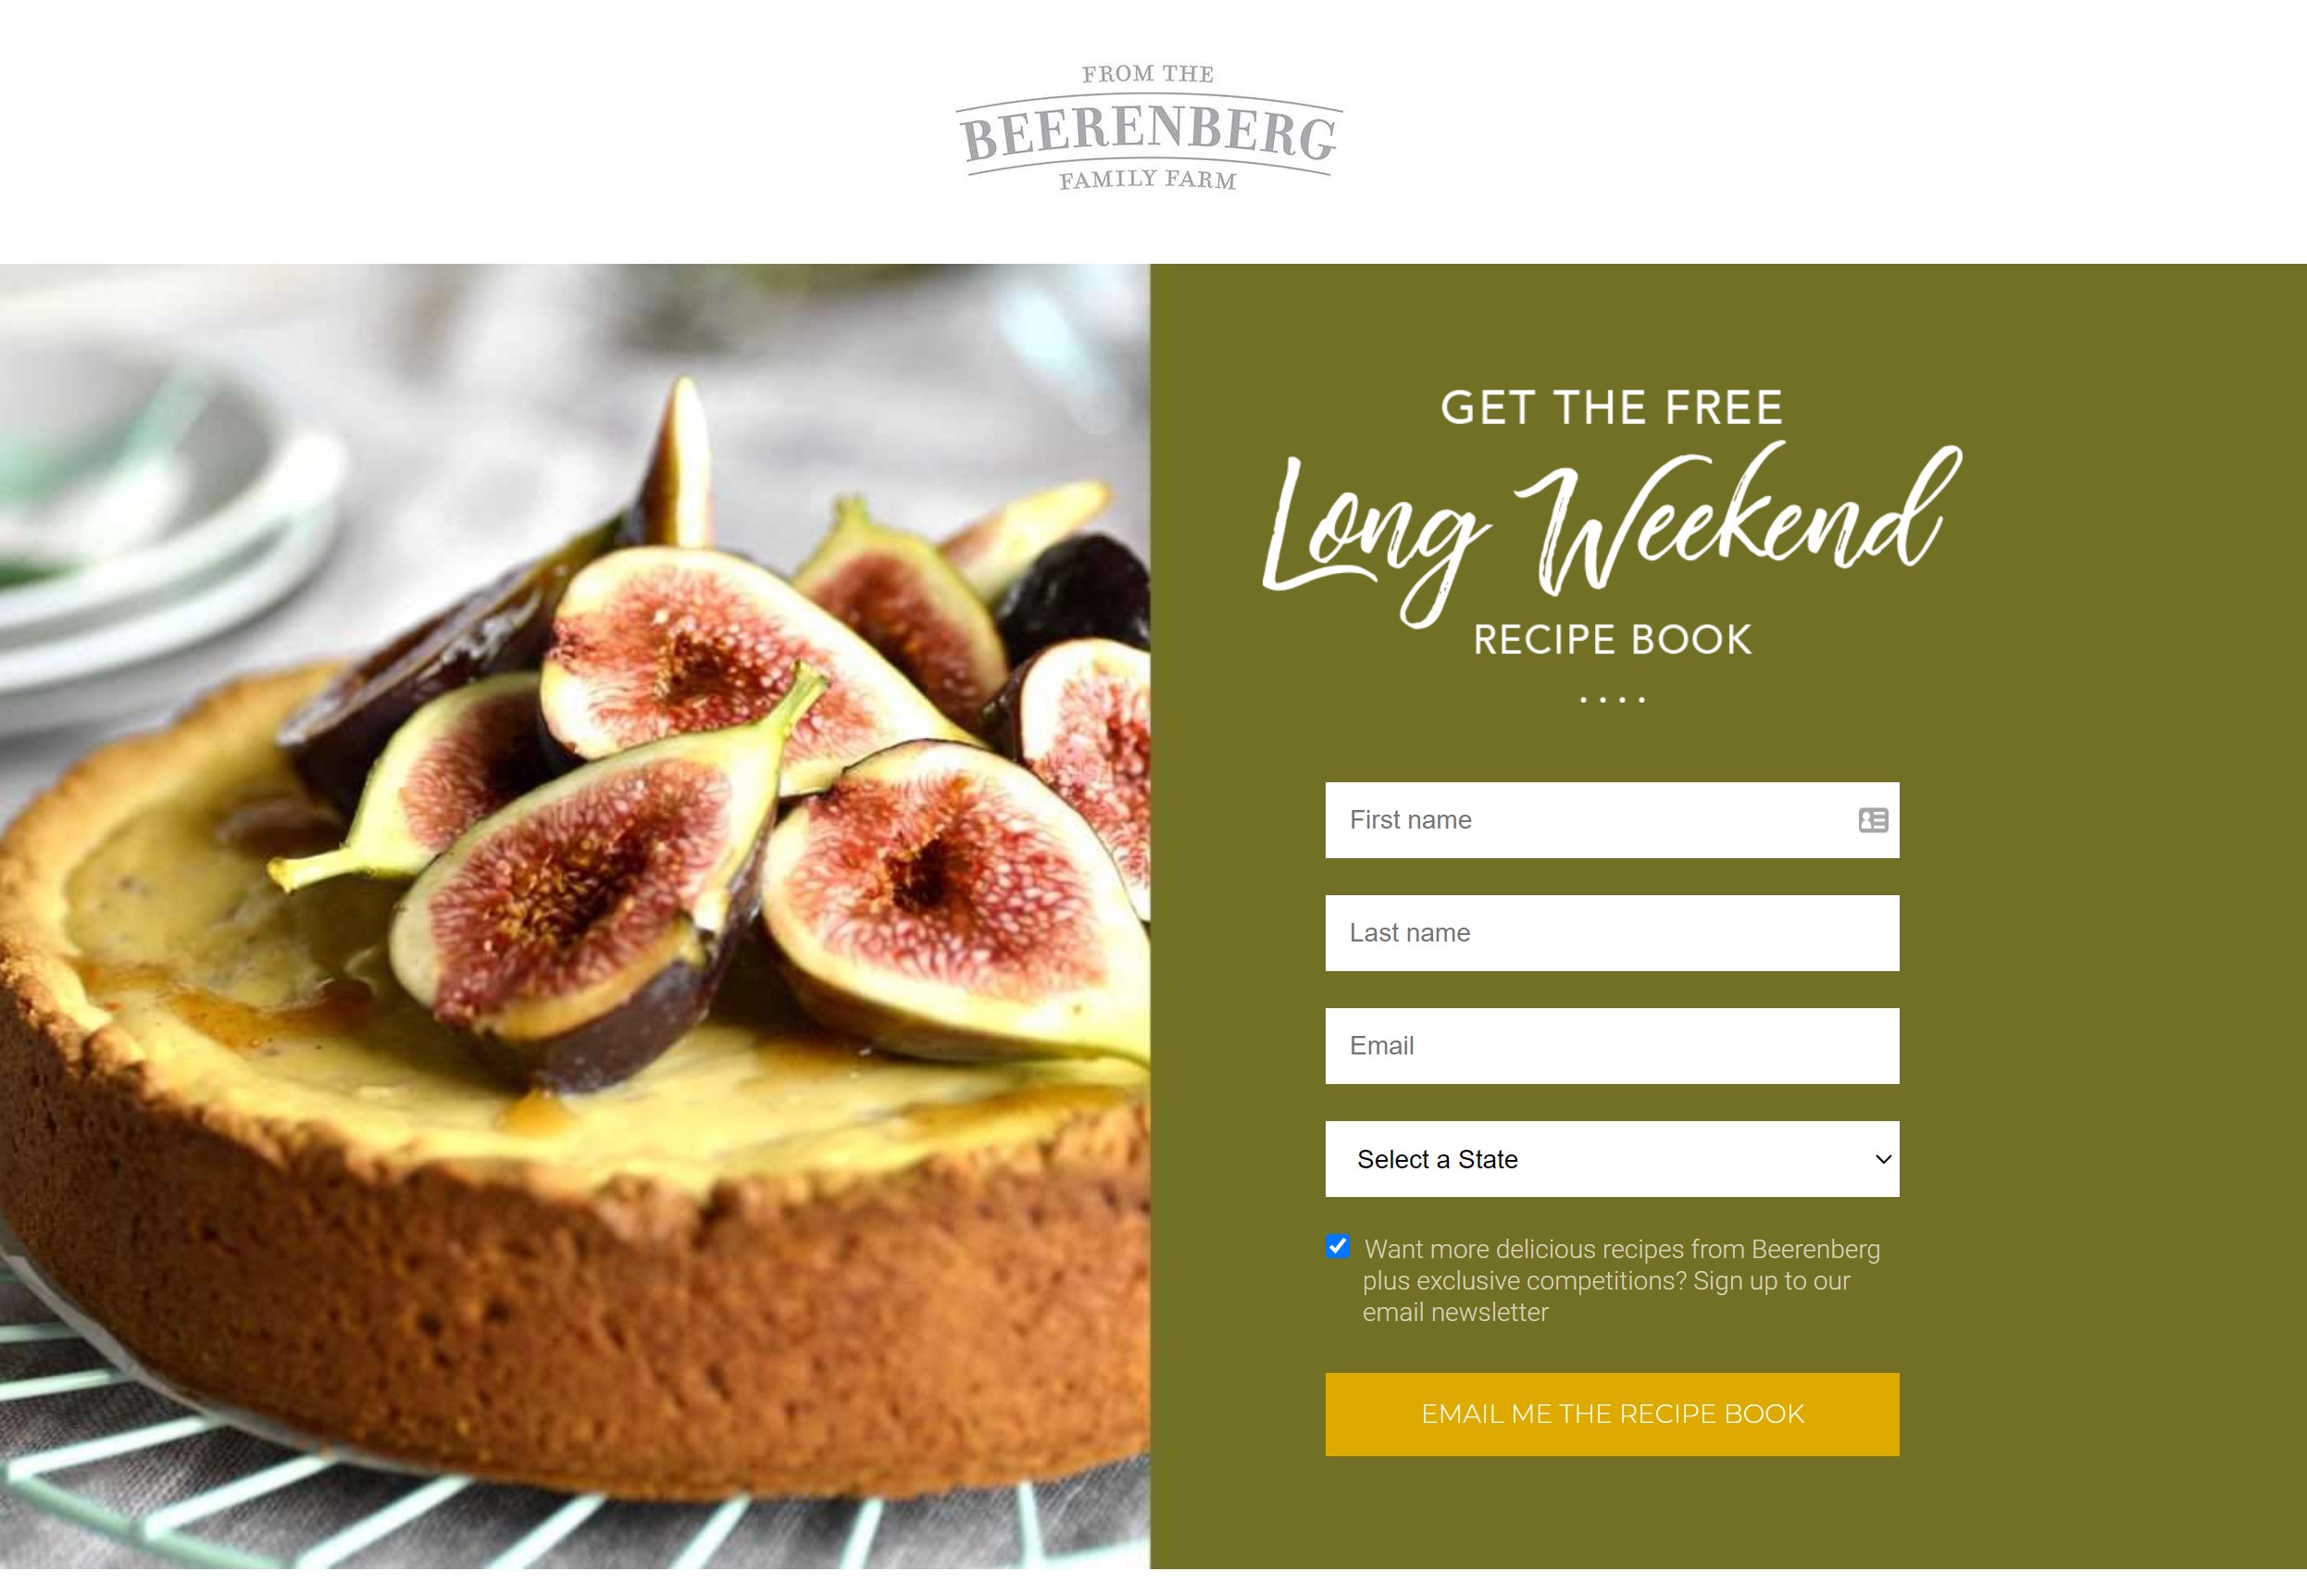 FROM THE
BEERENBERG
FAMILY FARM
GET THE FREE
Long Weekend
RECIPE BOOK
....
First name
Last name
Email
Select a State
Want more delicious recipes from Beerenberg
plus exclusive competitions? Sign up to our
email newsletter
EMAIL ME THE RECIPE BOOK